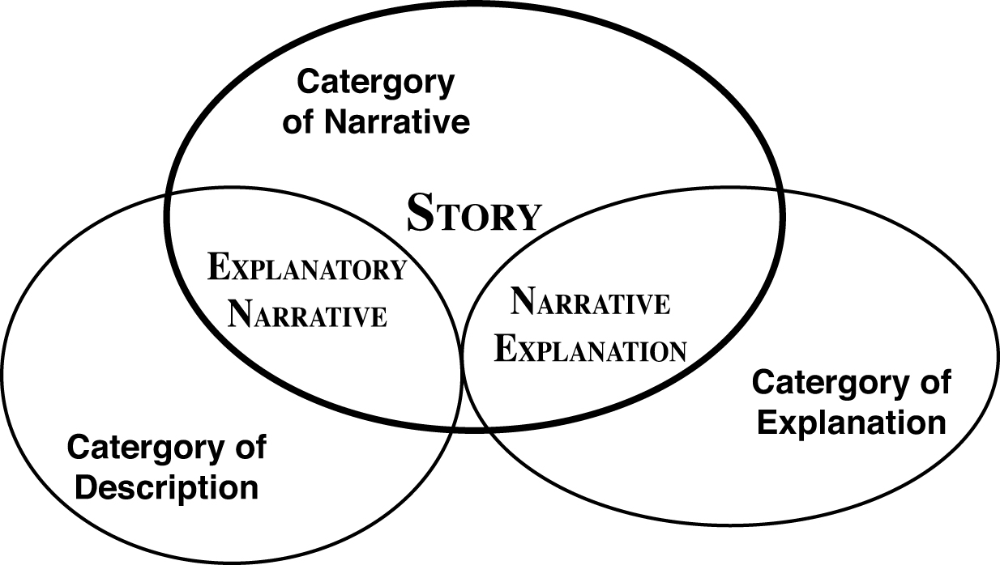 Catergory
of Narrative
STORY
EXPLANATORY
NARRATIVE
NARRATIVE
EXPLANATION
Catergory of
Explanation
Catergory of
Description